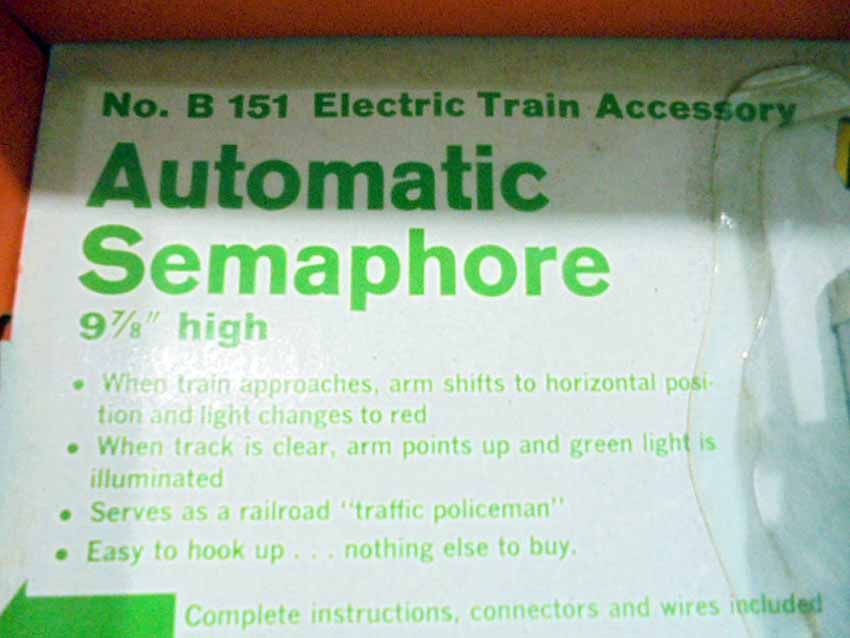 No. B 151 Electric Train Accessory
Automatic
Semaphore
9 7/8" high
• When train approaches, arm shifts to horizontal posi-
tion and light changes to red
• When track is clear, arm points up and green light is
illuminated
• Serves as a railroad "traffic policeman"
• Easy to hook up . . . nothing else to buy.
Complete instructions, connectors and wires included